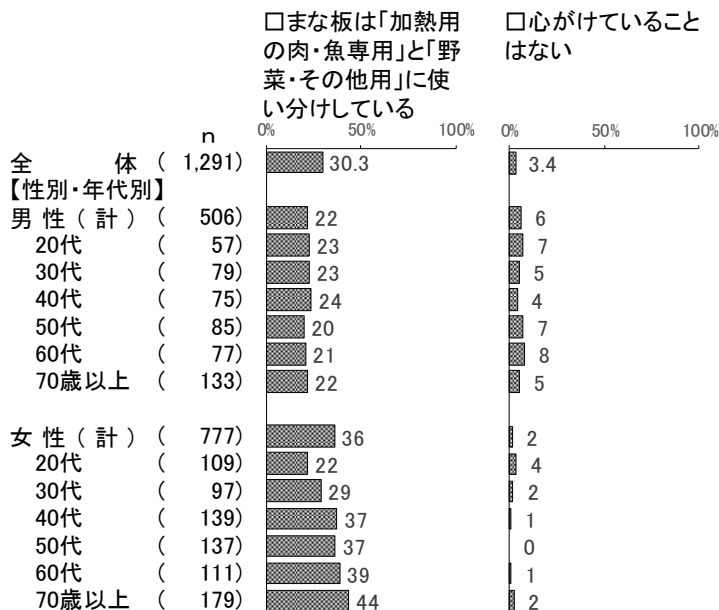 □まな板は「加熱用の肉・魚専用」と「野菜・その他用」に使い分けしている
□心がけていることはない
n
0% 50% 100% 0% 50% 100%
全体 ( 1,291) 30.3 3.4
【性別・年代別】
男性(計) ( 506) 22 6
20代 ( 57) 23 7
30代 ( 79) 23 5
40代 ( 75) 24 4
50代 ( 85) 20 7
60代 ( 77) 21 8
70歳以上 ( 133) 22 5
女性(計) ( 777) 36 2
20代 ( 109) 22 4
30代 ( 97) 29 2
40代 ( 139) 37 1
50代 ( 137) 37 0
60代 ( 111) 39 1
70歳以上 ( 179) 44 2